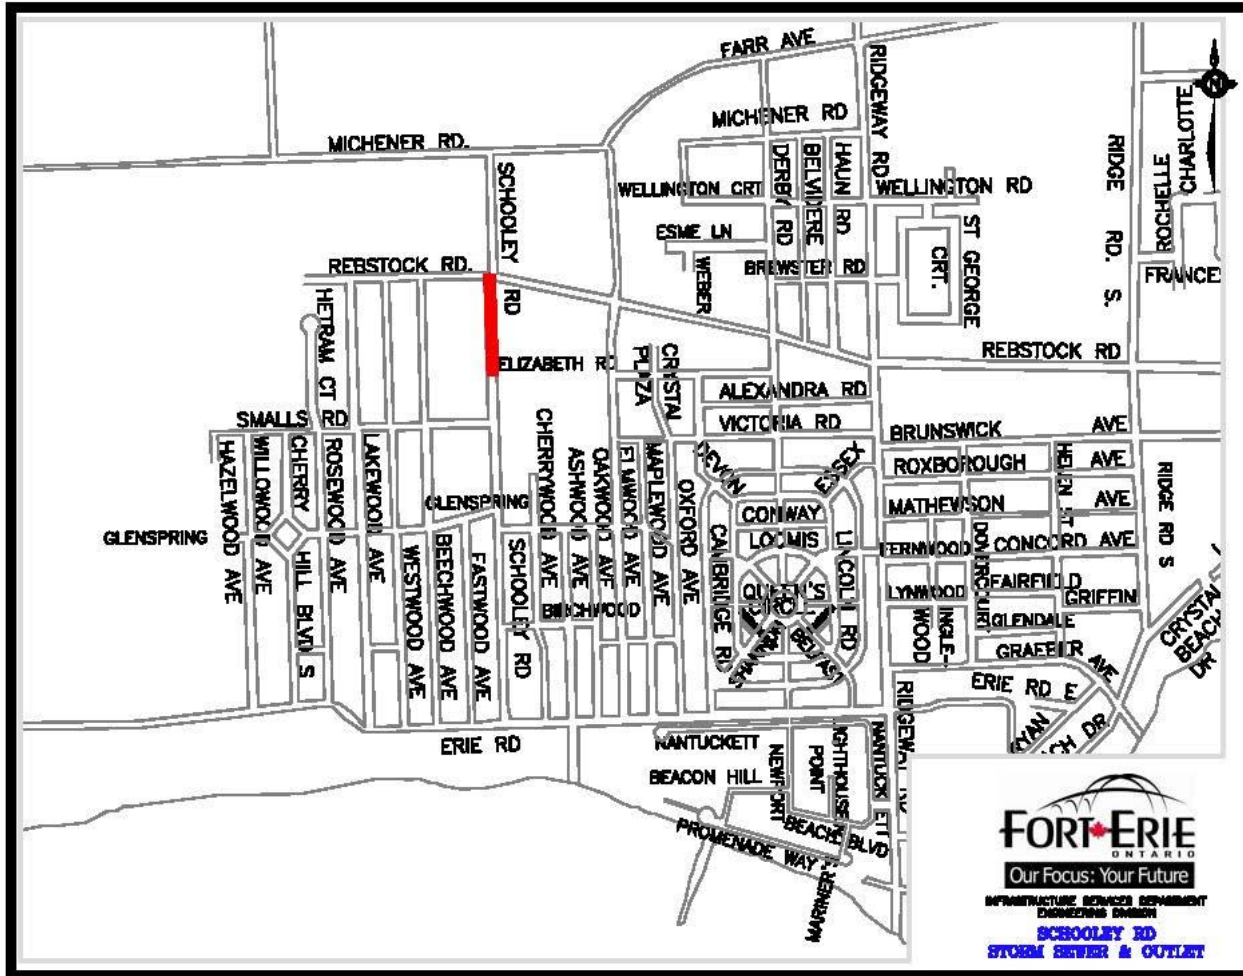 FARR AVE
RIDGEWAY RD
MICHENER RD
MICHENER RD.
SCHOOLEY RD
DERBY RD
BELVIDERE
HAUN RD
RIDGE RD. S.
ROCHELLE
CHARLOTTE
N
WELLINGTON CRT
WELLINGTON RD
ESME LN
WEBER
ST GEORGE
CRT.
REBSTOCK RD.
BREWSTER RD
FRANCES
HETRAM CT
ELIZABETH RD
CRYSTAL
PLAZA
REBSTOCK RD
ALEXANDRA RD
SMALLS RD
VICTORIA RD
BRUNSWICK AVE
HAZELWOOD AVE
WILLOWOOD AVE
CHERRY HILL BLVD S
ROSEWOOD AVE
LAKEWOOD AVE
CHERRYWOOD AVE
ASHWOOD AVE
OAKWOOD AVE
ELMWOOD AVE
MAPLEWOOD AVE
OXFORD AVE
DEVON
ESSEX
ROXBOROUGH AVE
HELEN ST
RIDGE RD S
GLENSPRING
MATHEWSON AVE
CONWAY
GLENSPRING
WESTWOOD AVE
BEECHWOOD AVE
EASTWOOD AVE
SCHOOLEY RD
CAMBRIDGE RD
LOOMIS
LINCOLN RD
FERNWOOD
CONCORD AVE
QUEEN'S
CIRCLE
LYNWOOD
FAIRFIELD
GRIFFIN
BIRCHWOOD
SHANNON
BELFAST
INGLE-
WOOD
GLENDALE
GRAEBER AVE
CRYSTAL
BEACH
DR
ERIE RD E
ERIE RD
RIDGEWAY RD
NANTUCKETT
NANTUCKETT
BEACON HILL
NEWPORT
POINT
BEACH BLVD
PROMENADE WAY
MARINER'S
RYAN
FORT ERIE
ONTARIO
Our Focus: Your Future
INFRASTRUCTURE SERVICES DEPARTMENT
ENGINEERING DIVISION
SCHOOLEY RD
STORM SEWER & OUTLET